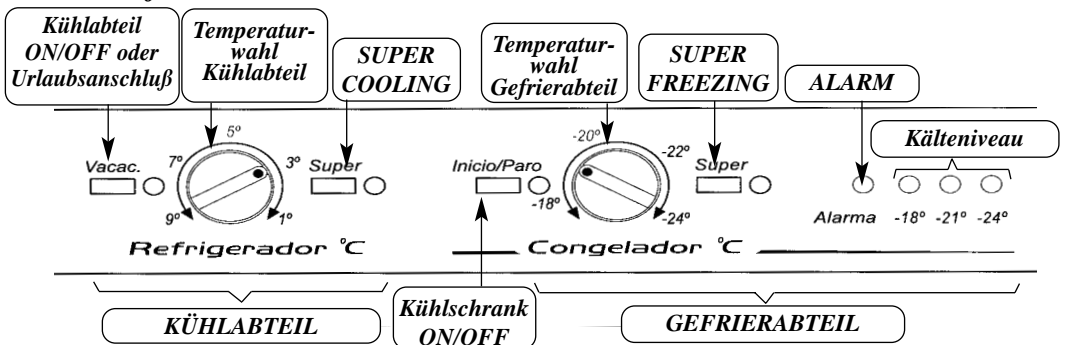 Kühlabteil
ON/OFF oder
Urlaubsanschluß
Temperatur-
wahl
Kühlabteil
SUPER
COOLING
Temperatur-
wahl
Gefrierabteil
SUPER
FREEZING
ALARM
Kälteniveau
Vacac.
9º
7º
5º
3º
1º
Super
Inicio/Paro
-18º
-20º
-22º
-24º
Super
Alarma
-18º -21º -24º
Refrigerador °C
Congelador °C
KÜHLABTEIL
Kühlschrank
ON/OFF
GEFRIERABTEIL